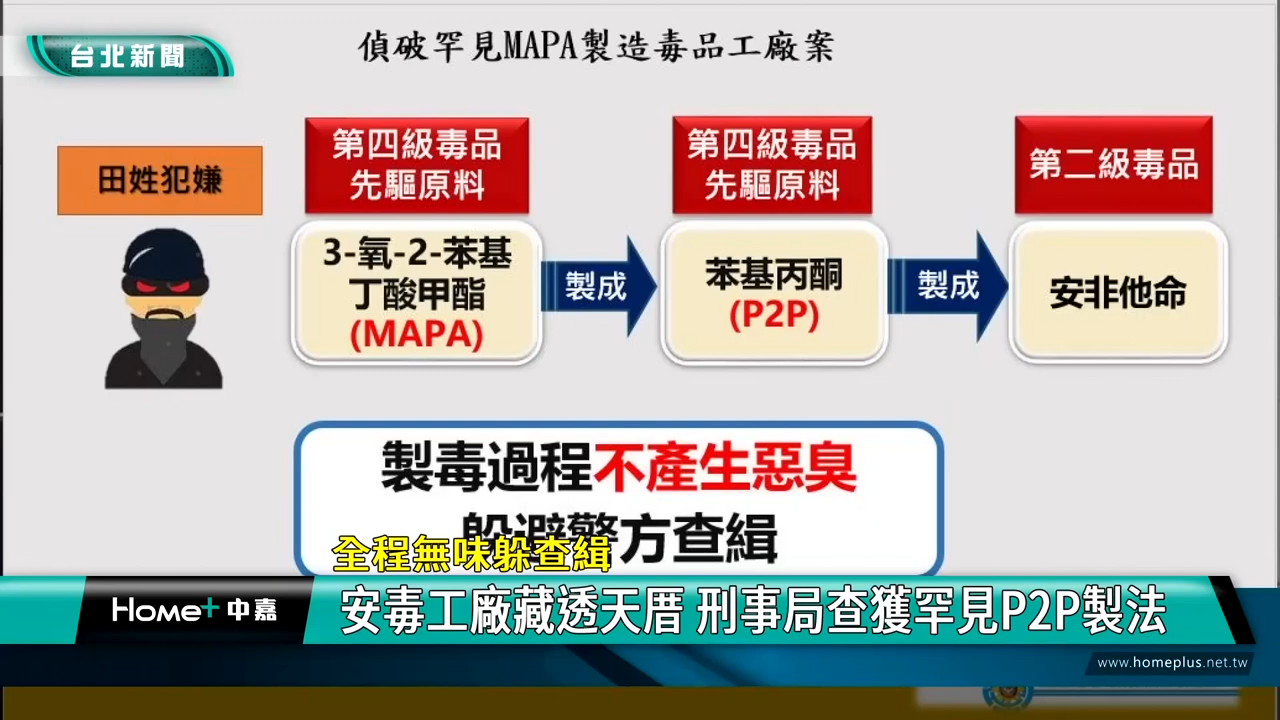 台北新聞
偵破罕見MAPA製造毒品工廠案
田姓犯嫌
第四級毒品
先驅原料
3-氧-2-苯基
丁酸甲酯
(MAPA)
製成
第四級毒品
先驅原料
苯基丙酮
(P2P)
製成
第二級毒品
安非他命
製毒過程不產生惡臭
躲避警方查緝
全程無味躲查緝
Home+中嘉
安毒工廠藏透天厝 刑事局查獲罕見P2P製法
www.homeplus.net.tw